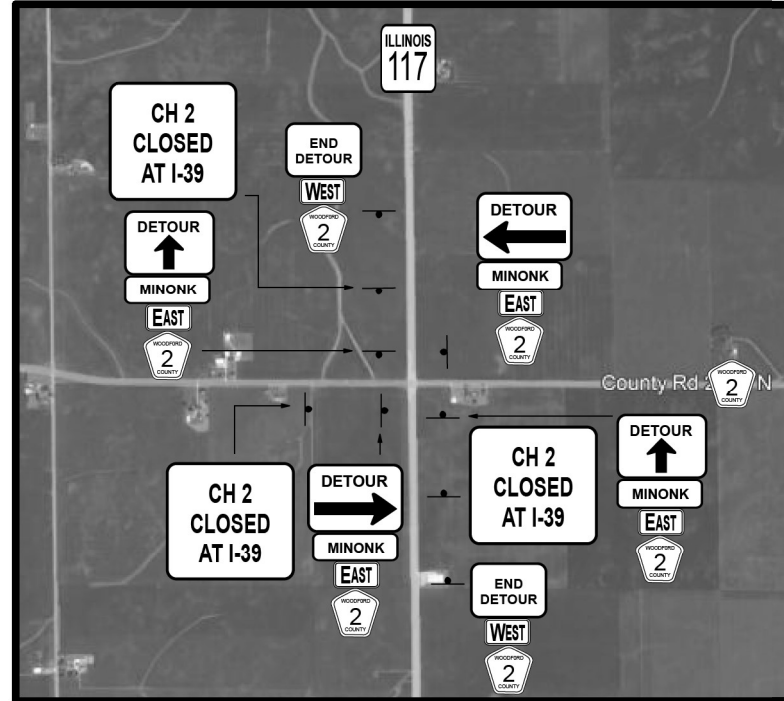 ILLINOIS
117
CH 2
CLOSED
AT I-39
END
DETOUR
WEST
WOODFORD
2
COUNTY
DETOUR
MINONK
EAST
WOODFORD
2
COUNTY
DETOUR
MINONK
EAST
WOODFORD
2
COUNTY
County Rd 2 N
WOODFORD
2
COUNTY
CH 2
CLOSED
AT I-39
DETOUR
MINONK
EAST
WOODFORD
2
COUNTY
CH 2
CLOSED
AT I-39
DETOUR
MINONK
EAST
WOODFORD
2
COUNTY
END
DETOUR
WEST
WOODFORD
2
COUNTY